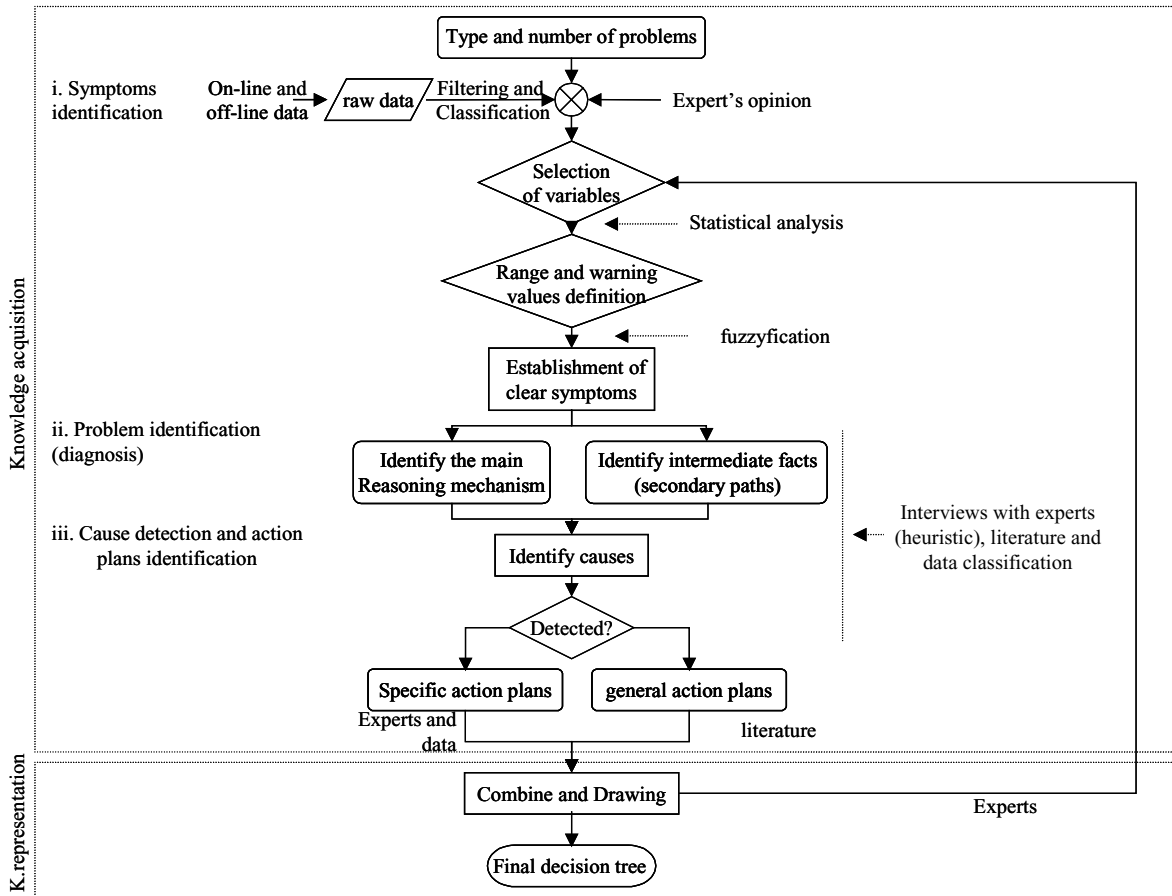 Type and number of problems
i. Symptoms
identification
On-line and
off-line data
raw data
Filtering and
Classification
Expert's opinion
Selection
of variables
Statistical analysis
Range and warning
values definition
fuzzyfication
Establishment of
clear symptoms
Knowledge acquisition
ii. Problem identification
(diagnosis)
Identify the main
Reasoning mechanism
Identify intermediate facts
(secondary paths)
iii. Cause detection and action
plans identification
Interviews with experts
(heuristic), literature and
data classification
Identify causes
Detected?
Specific action plans
general action plans
Experts and
data
literature
K.representation
Combine and Drawing
Experts
Final decision tree